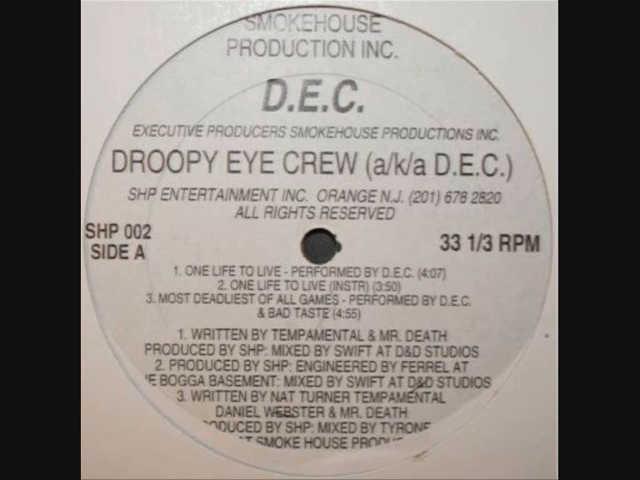 SMOKEHOUSE
PRODUCTION INC.
D.E.C.
EXECUTIVE PRODUCERS SMOKEHOUSE PRODUCTIONS INC.
DROOPY EYE CREW (a/k/a D.E.C.)
SHP ENTERTAINMENT INC. ORANGE N.J. (201) 678 2820
ALL RIGHTS RESERVED
SHP 002
SIDE A
33 1/3 RPM
1. ONE LIFE TO LIVE - PERFORMED BY D.E.C. (4:07)
2. ONE LIFE TO LIVE (INSTR) (3:50)
3. MOST DEADLIEST OF ALL GAMES - PERFORMED BY D.E.C.
& BAD TASTE (4:55)
1. WRITTEN BY TEMPAMENTAL & MR. DEATH
PRODUCED BY SHP: MIXED BY SWIFT AT D&D STUDIOS
2. PRODUCED BY SHP: ENGINEERED BY FERREL AT
BOGGA BASEMENT: MIXED BY SWIFT AT D&D STUDIOS
3. WRITTEN BY NAT TURNER TEMPAMENTAL
DANIEL WEBSTER & MR. DEATH
BY SHP: MIXED BY TYRONE
AT SMOKE HOUSE